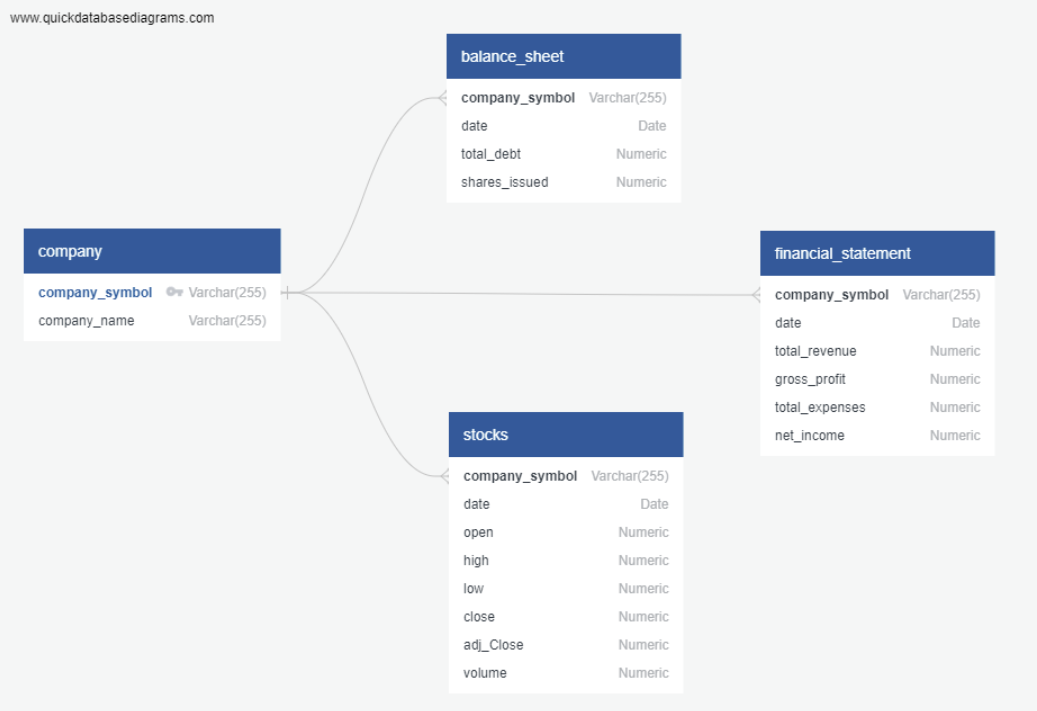 www.quickdatabasediagrams.com
balance_sheet
company_symbol Varchar(255)
date Date
total_debt Numeric
shares_issued Numeric
company
company_symbol Varchar(255)
company_name Varchar(255)
financial_statement
company_symbol Varchar(255)
date Date
total_revenue Numeric
gross_profit Numeric
total_expenses Numeric
net_income Numeric
stocks
company_symbol Varchar(255)
date Date
open Numeric
high Numeric
low Numeric
close Numeric
adj_Close Numeric
volume Numeric